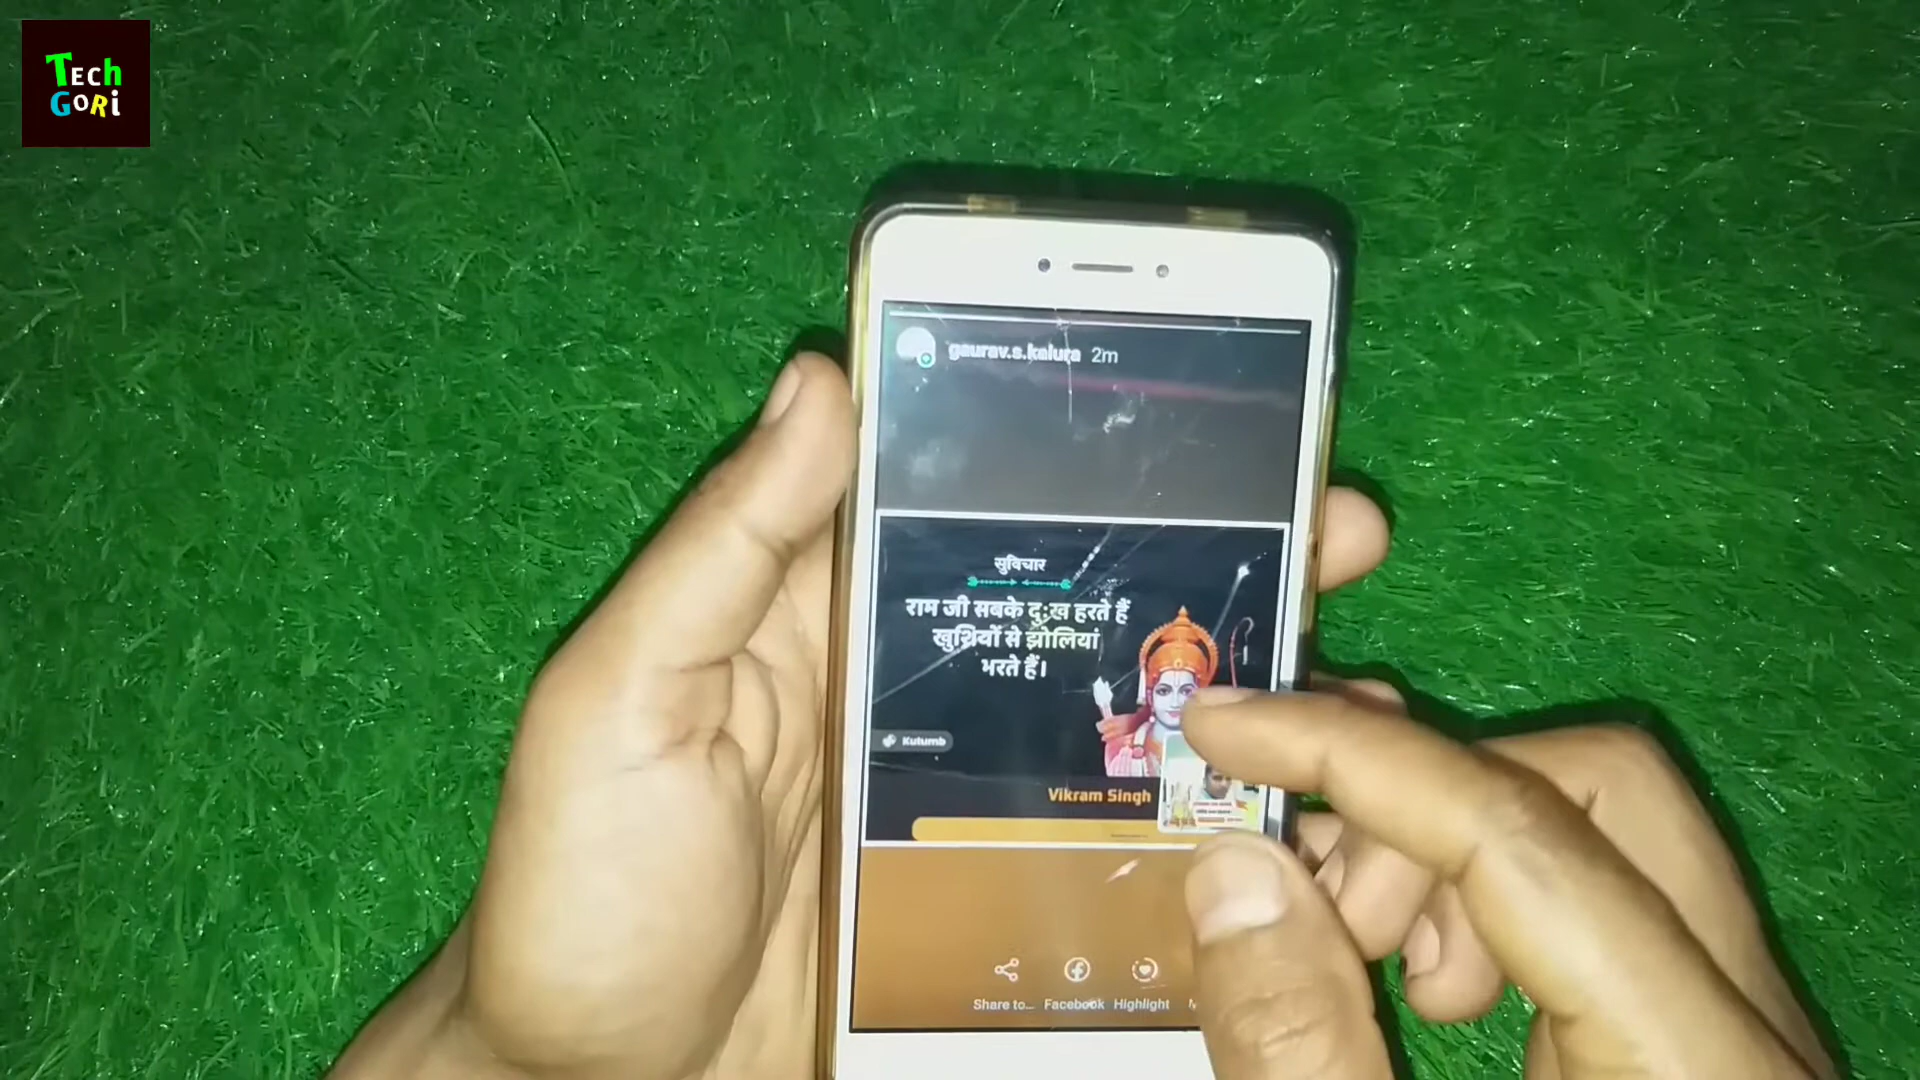 Tech
Gori
gaurav.s.kalura 2m
सुविचार
राम जी सबके दु:ख हरते हैं
खुशियों से झोलियां
भरते हैं।
Kutumb
Vikram Singh
Share to... Facebook Highlight